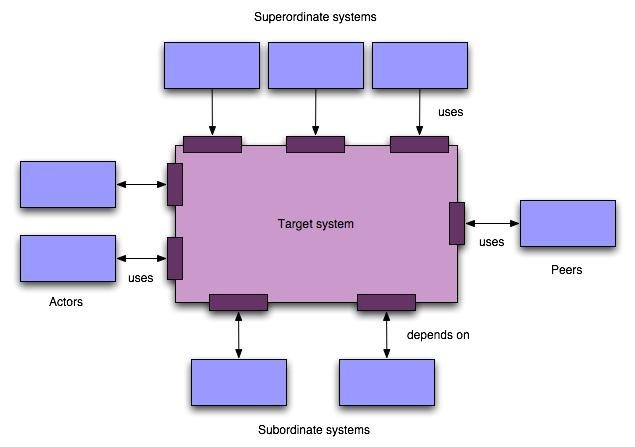 Superordinate systems
uses
Target system
uses
uses
Peers
Actors
depends on
Subordinate systems